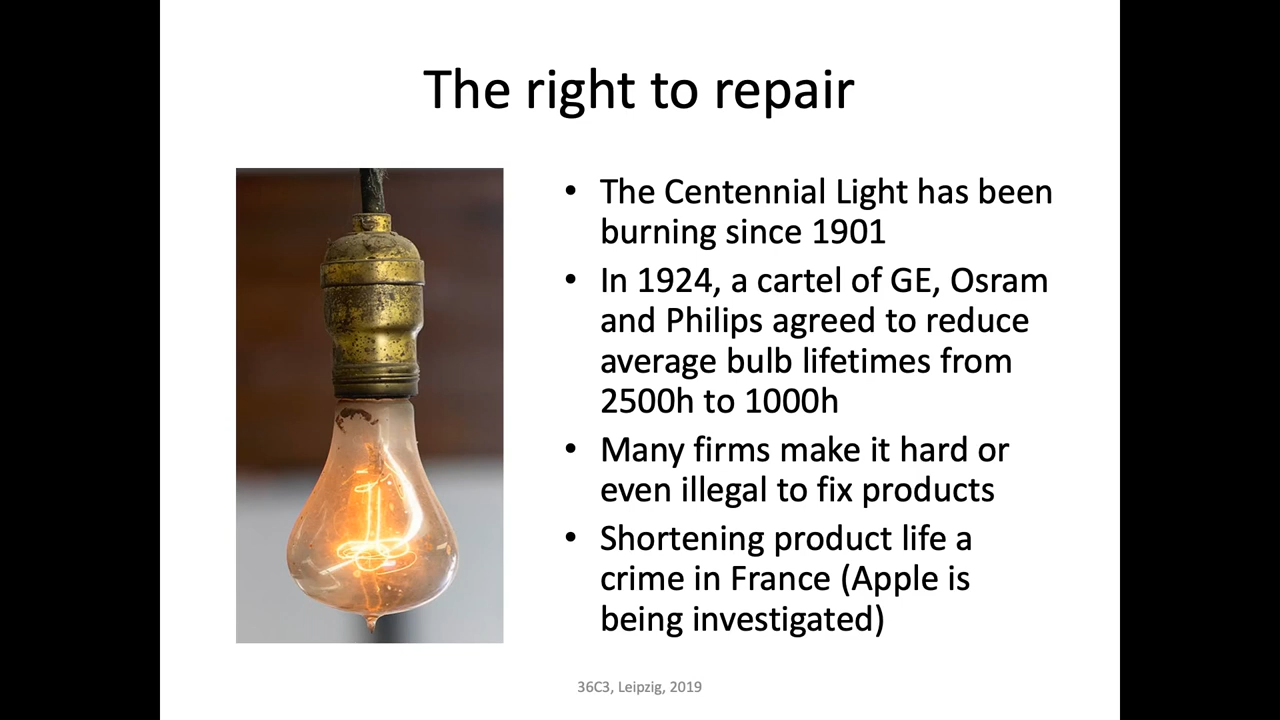 The right to repair
• The Centennial Light has been
burning since 1901
• In 1924, a cartel of GE, Osram
and Philips agreed to reduce
average bulb lifetimes from
2500h to 1000h
• Many firms make it hard or
even illegal to fix products
• Shortening product life a
crime in France (Apple is
being investigated)
36C3, Leipzig, 2019